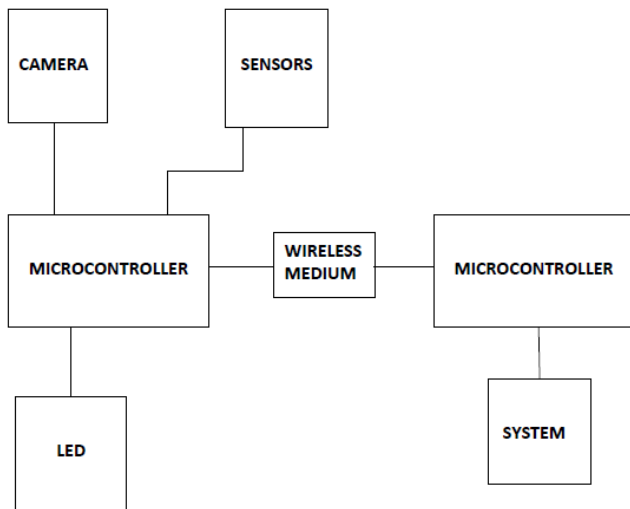 CAMERA
SENSORS
MICROCONTROLLER
WIRELESS
MEDIUM
MICROCONTROLLER
LED
SYSTEM